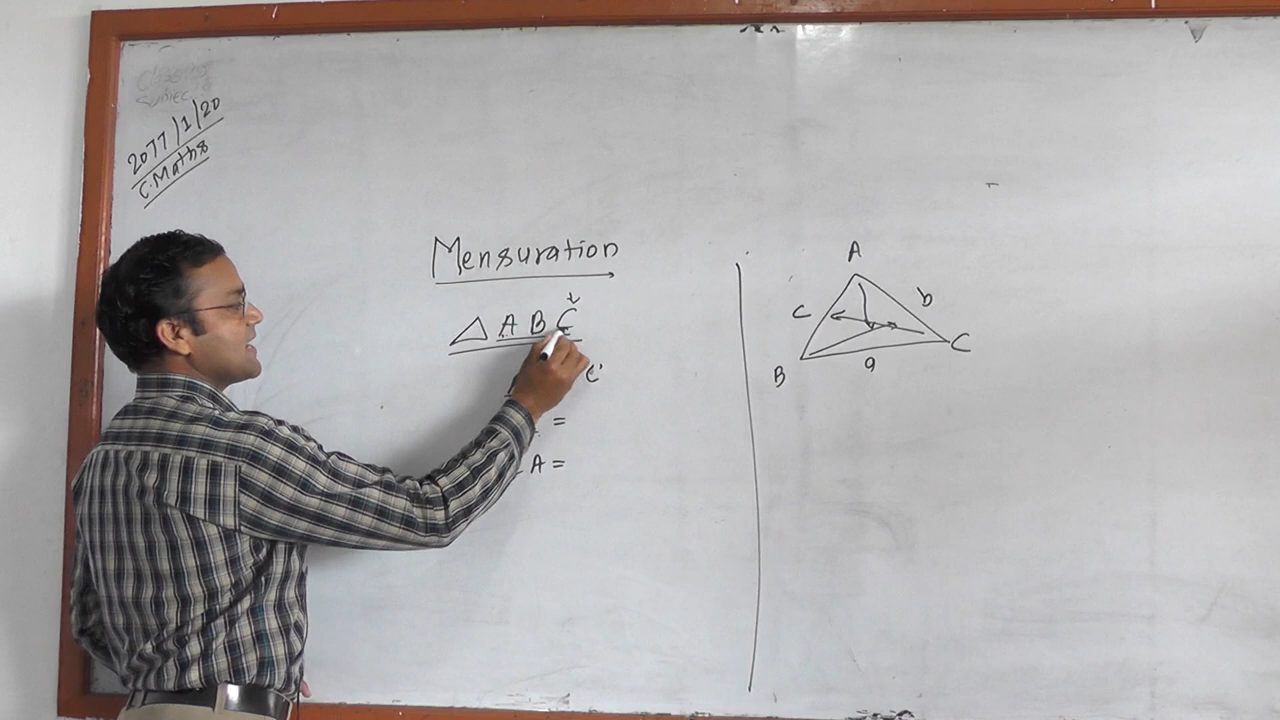 2077/1/20
C.Maths
Mensuration
△ ABC
C
=
A =
A
c
b
B
a
C